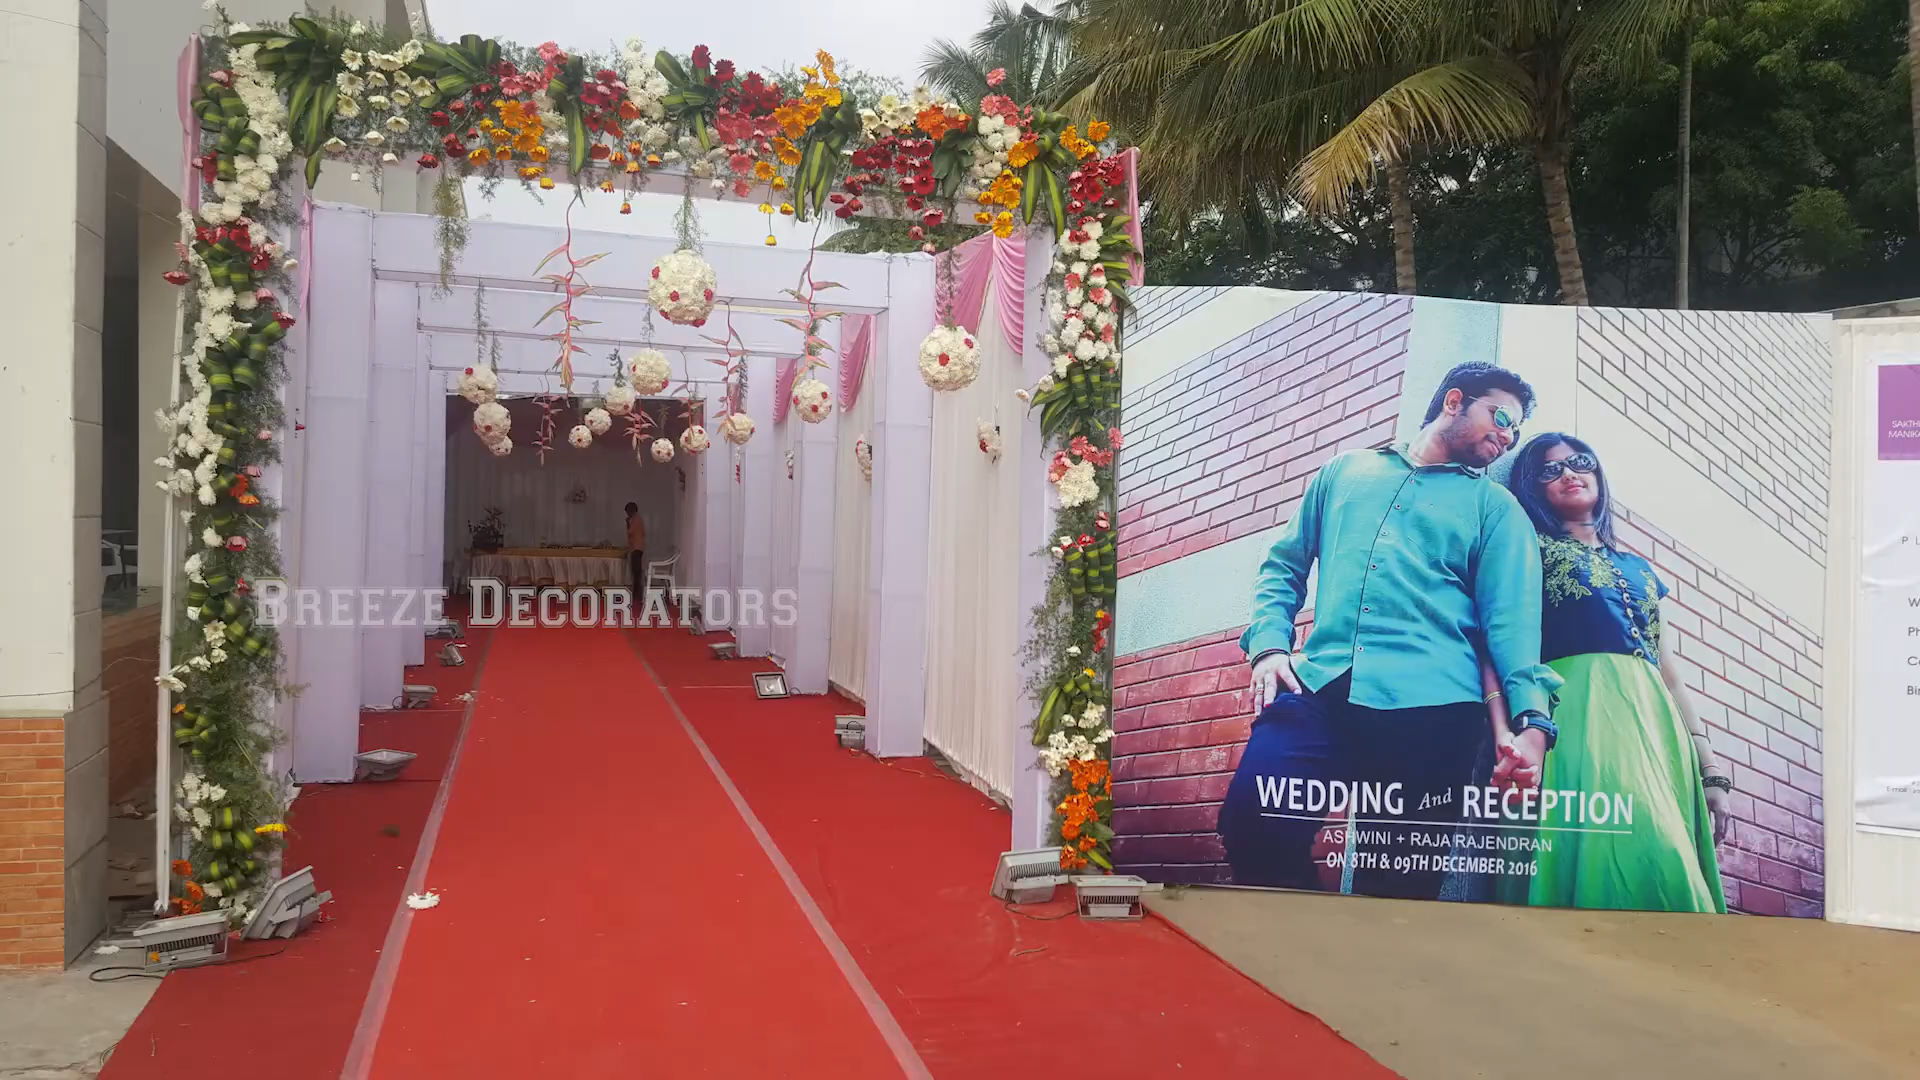 BREEZE DECORATORS
WEDDING And RECEPTION
ASHWINI + RAJA RAJENDRAN
ON 8TH & 09TH DECEMBER 2016